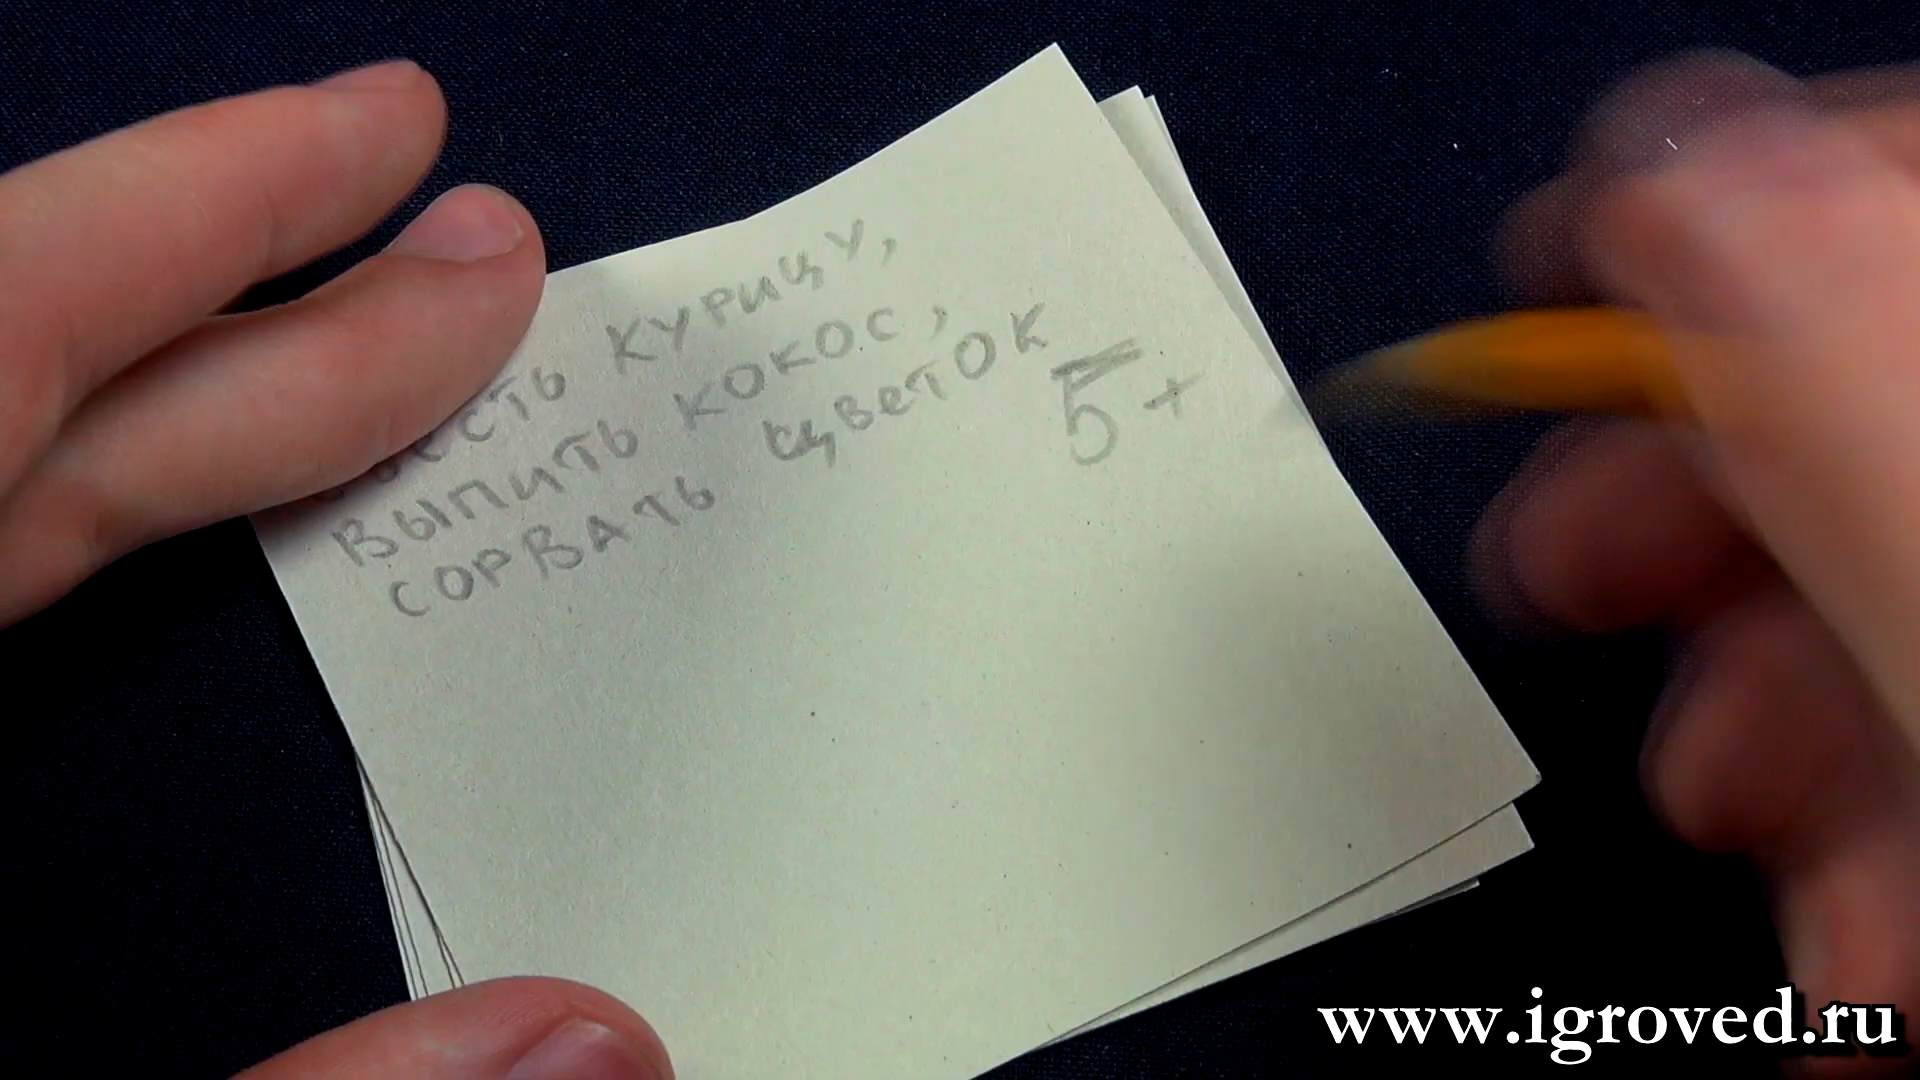 КУРИЦУ,
ВЫПИТЬ КОКОС,
СОРВАТЬ ЦВЕТОК
5+
www.igroved.ru